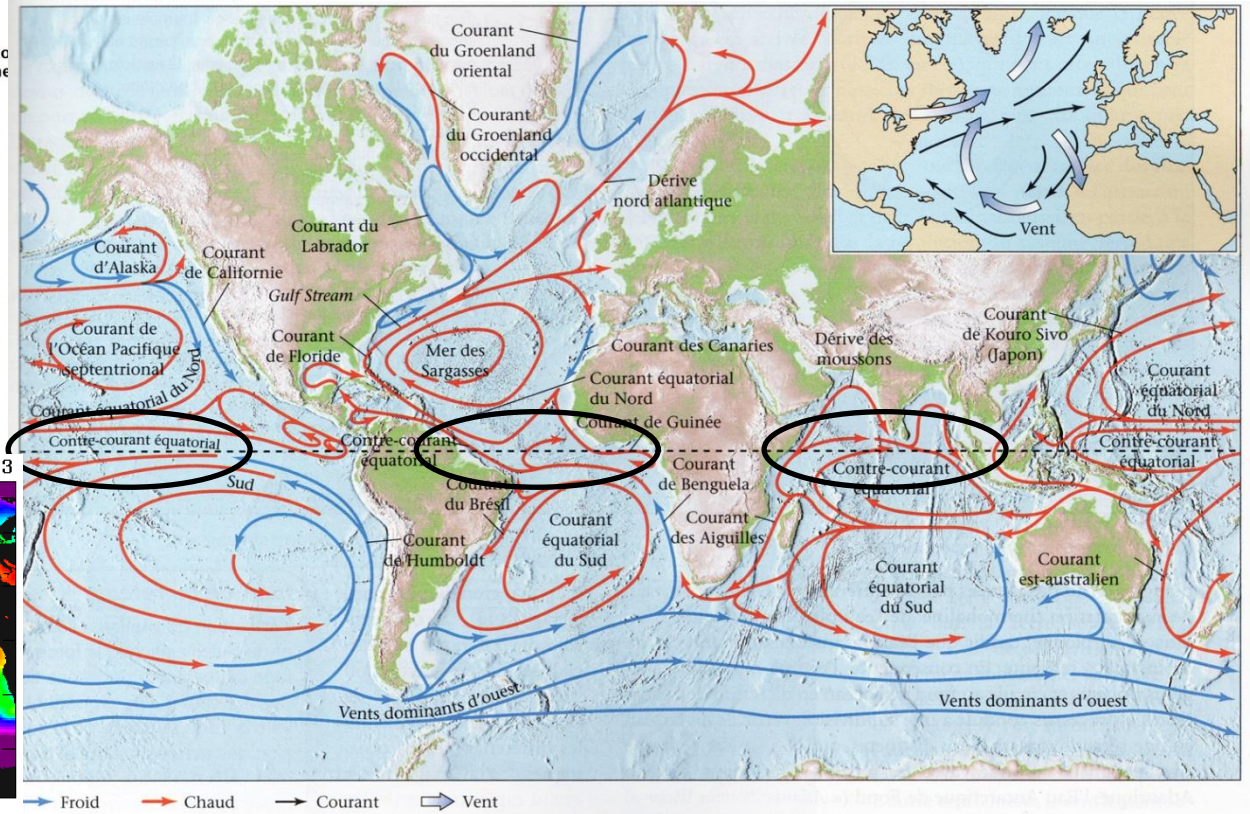 Courant
du Groenland
oriental
Courant
du Groenland
occidental
Dérive
nord atlantique
Vent
Courant du
Labrador
Courant
d'Alaska
Courant
de Californie
Gulf Stream
Courant de
l'Océan Pacifique
septentrional
Courant
de Floride
Mer des
Sargasses
Courant des Canaries
Dérive des
moussons
Courant
de Kouro Sivo
(Japon)
Courant équatorial
du Nord
Courant
équatorial
du Nord
Courant équatorial du Nord
Courant de Guinée
Contre-courant équatorial
Contre-courant
équatorial
Contre-courant
équatorial
Contre-courant
équatorial
3
Sud
Courant
du Brésil
Courant
de Benguela
Courant
équatorial
du Sud
Courant
des Aiguilles
Courant
de Humboldt
Courant
équatorial
du Sud
Courant
est-australien
Vents dominants d'ouest
Vents dominants d'ouest
Froid
Chaud
Courant
Vent